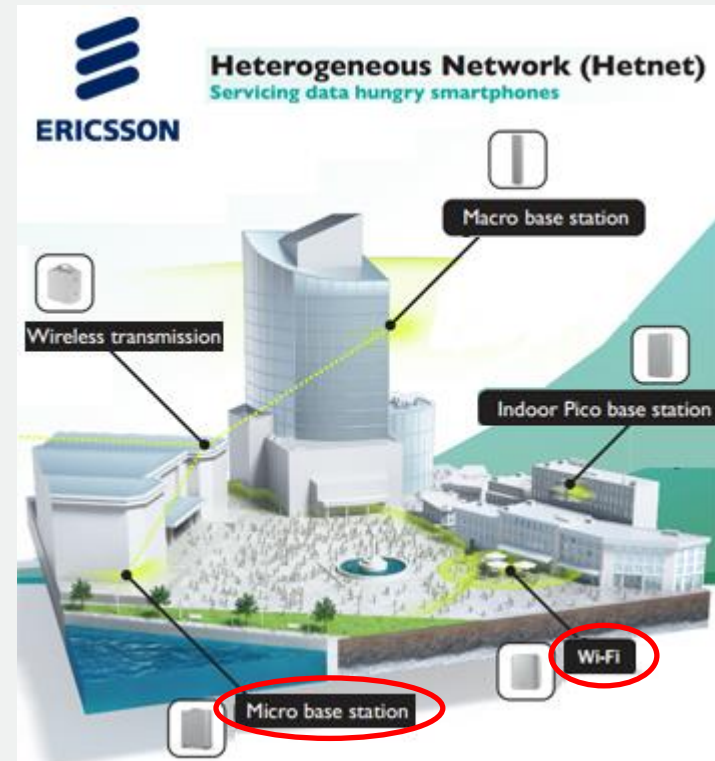 Heterogeneous Network (Hetnet)
Servicing data hungry smartphones
ERICSSON
Macro base station
Wireless transmission
Indoor Pico base station
Wi-Fi
Micro base station